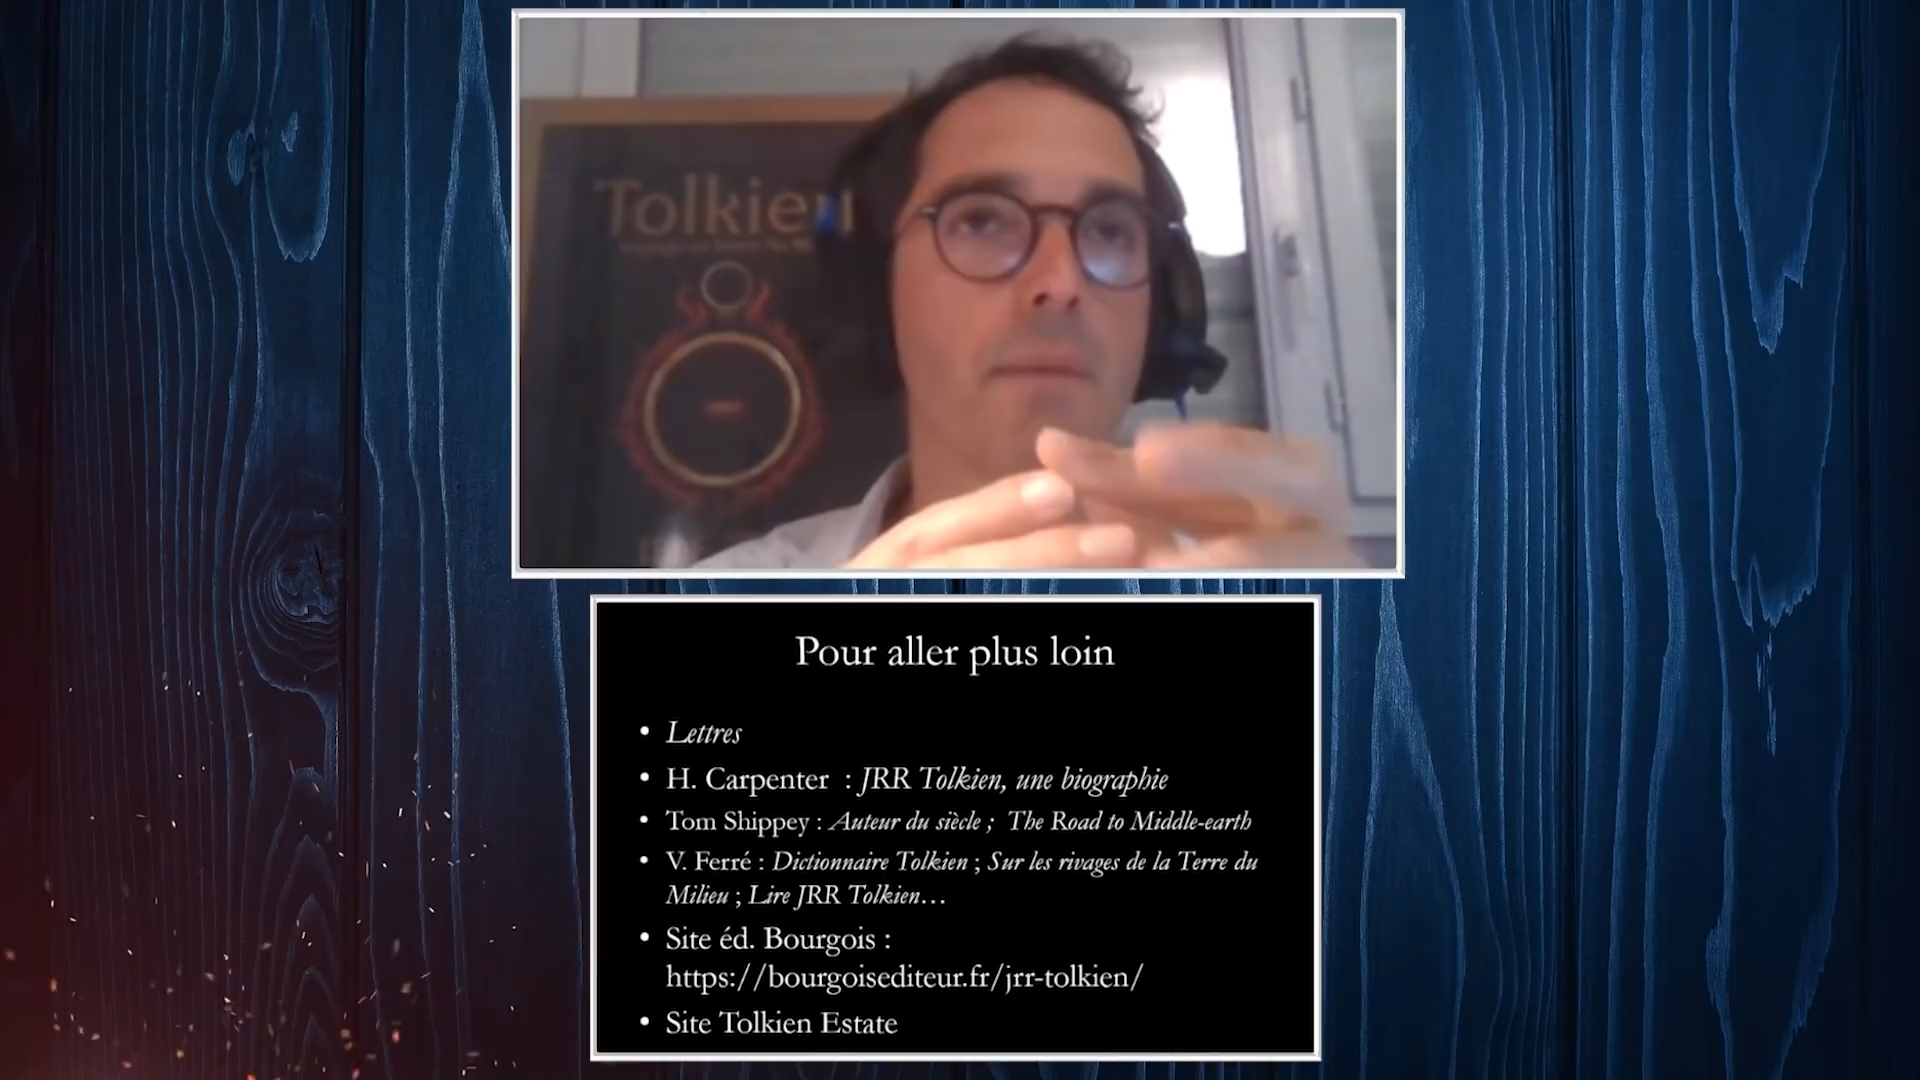 Tolkien
Pour aller plus loin
• Lettres
• H. Carpenter : JRR Tolkien, une biographie
• Tom Shippey : Auteur du siècle ; The Road to Middle-earth
• V. Ferré : Dictionnaire Tolkien ; Sur les rivages de la Terre du
Milieu ; Lire JRR Tolkien…
• Site éd. Bourgois :
https://bourgoisediteur.fr/jrr-tolkien/
• Site Tolkien Estate